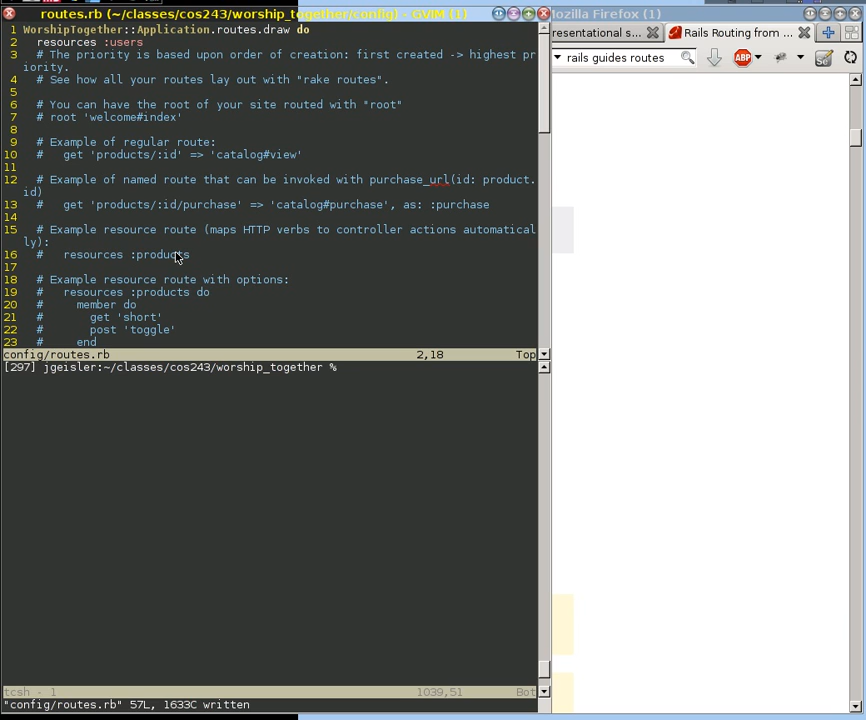 routes.rb (~/classes/cos243/worship_together/config) - GVIM (1)
ozilla Firefox (1)
resentational s...
Rails Routing from ...
rails guides routes
ABP
1 WorshipTogether::Application.routes.draw do
2 resources :users
3 # The priority is based upon order of creation: first created -> highest pr
iority.
4 # See how all your routes lay out with "rake routes".
5
6 # You can have the root of your site routed with "root"
7 # root 'welcome#index'
8
9 # Example of regular route:
10 # get 'products/:id' => 'catalog#view'
11
12 # Example of named route that can be invoked with purchase_url(id: product.
id)
13 # get 'products/:id/purchase' => 'catalog#purchase', as: :purchase
14
15 # Example resource route (maps HTTP verbs to controller actions automatical
ly):
16 # resources :products
17
18 # Example resource route with options:
19 # resources :products do
20 # member do
21 # get 'short'
22 # post 'toggle'
23 # end
config/routes.rb 2,18 Top
[297] jgeisler:~/classes/cos243/worship_together %
tcsh - 1 1039,51 Bot
"config/routes.rb" 57L, 1633C written